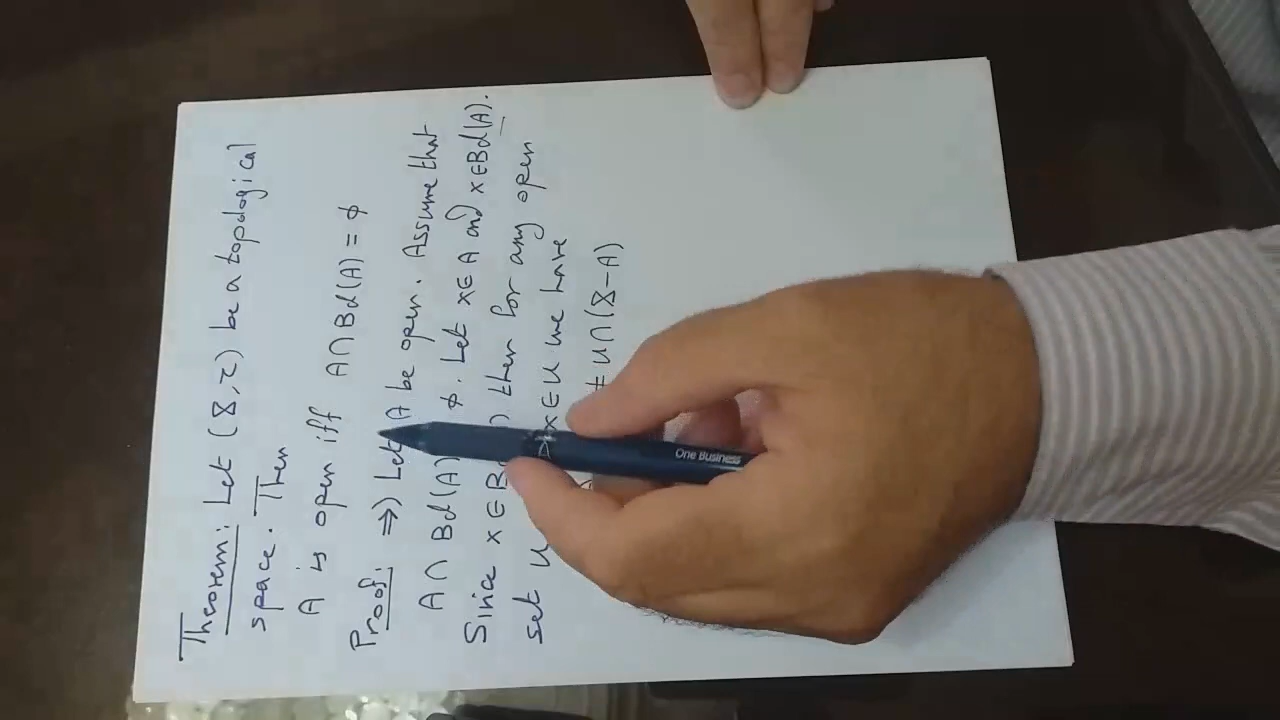 Theorem: Let (X,τ) be a topological
space. Then
A is open iff A∩Bd(A) = ϕ
Proof: ⇒) Let A be open. Assume that
A ∩ Bd(A) ϕ. Let x∈A and x∈Bd(A).
Since x∈B ) then for any open
set U x∈U we have
≠ U∩(X-A)
One Business